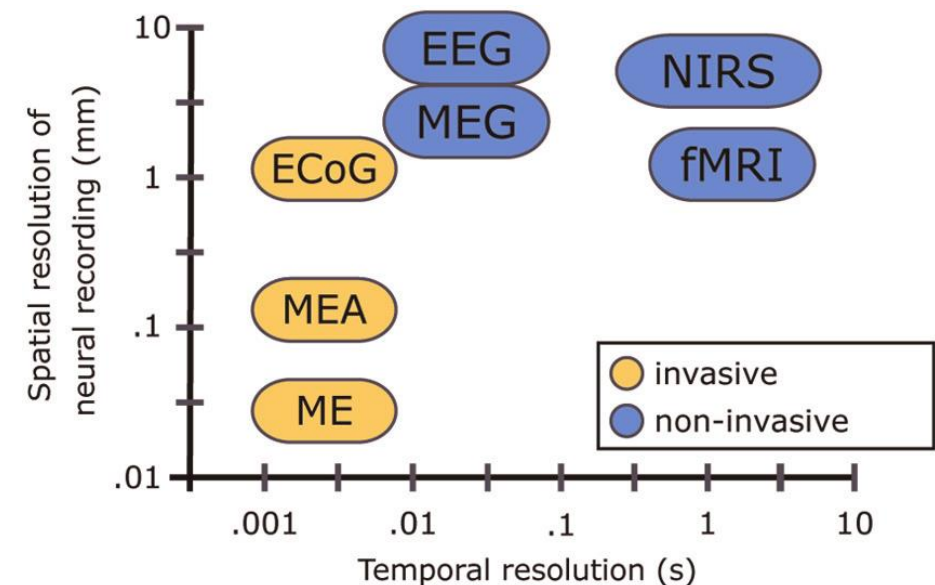 10
EEG
NIRS
MEG
Spatial resolution of
neural recording (mm)
ECoG
fMRI
1
MEA
.1
invasive
ME
non-invasive
.01
.001
.01
.1
1
10
Temporal resolution (s)